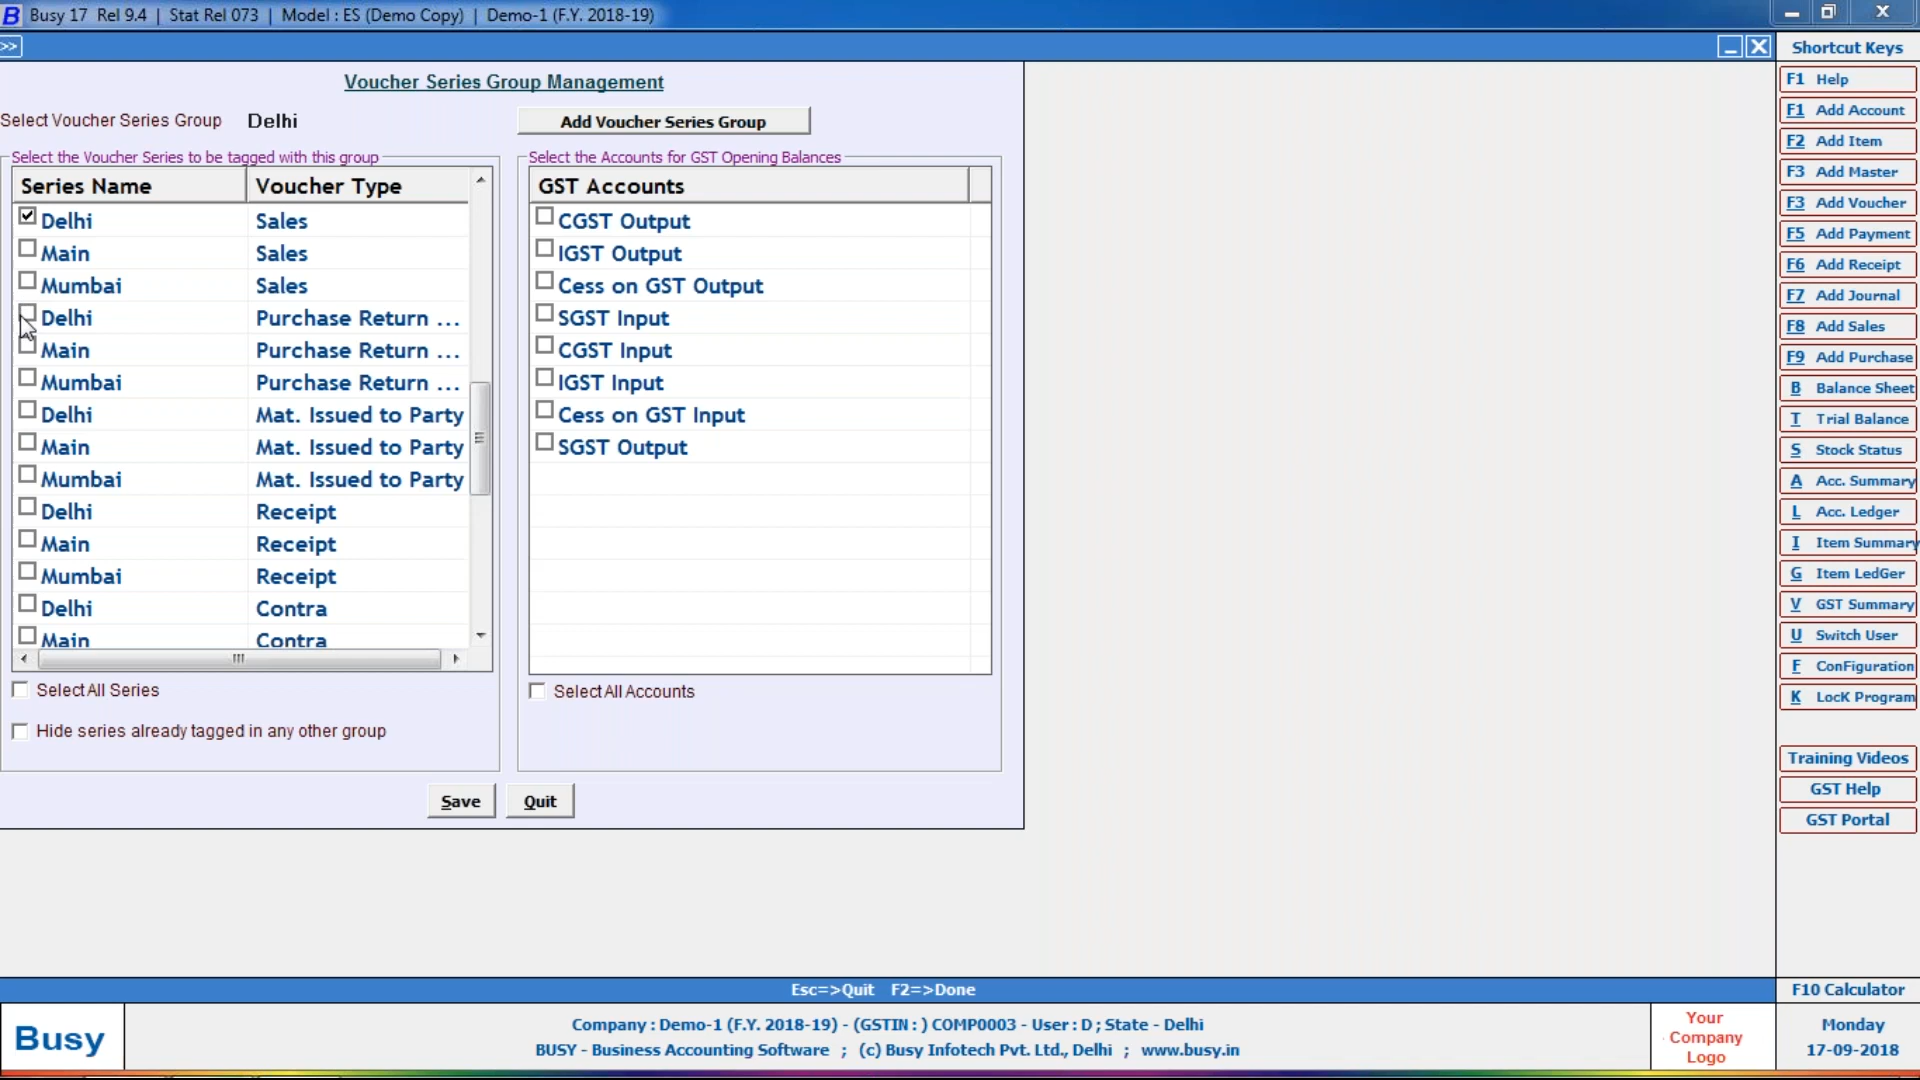 B Busy 17 Rel 9.4 | Stat Rel 073 | Model : ES (Demo Copy) | Demo-1 (F.Y. 2018-19)
>>
Voucher Series Group Management
Select Voucher Series Group Delhi
Add Voucher Series Group
Select the Voucher Series to be tagged with this group
Series Name Voucher Type
Delhi Sales
Main Sales
Mumbai Sales
Delhi Purchase Return ...
Main Purchase Return ...
Mumbai Purchase Return ...
Delhi Mat. Issued to Party
Main Mat. Issued to Party
Mumbai Mat. Issued to Party
Delhi Receipt
Main Receipt
Mumbai Receipt
Delhi Contra
Main Contra
Select All Series
Hide series already tagged in any other group
Select the Accounts for GST Opening Balances
GST Accounts
CGST Output
IGST Output
Cess on GST Output
SGST Input
CGST Input
IGST Input
Cess on GST Input
SGST Output
Select All Accounts
Save Quit
Shortcut Keys
F1 Help
F1 Add Account
F2 Add Item
F3 Add Master
F3 Add Voucher
F5 Add Payment
F6 Add Receipt
F7 Add Journal
F8 Add Sales
F9 Add Purchase
B Balance Sheet
T Trial Balance
S Stock Status
A Acc. Summary
L Acc. Ledger
I Item Summary
G Item LedGer
V GST Summary
U Switch User
F ConFiguration
K LocK Program
Training Videos
GST Help
GST Portal
Esc=>Quit F2=>Done
F10 Calculator
Busy
Company : Demo-1 (F.Y. 2018-19) - (GSTIN : ) COMP0003 - User : D ; State - Delhi
BUSY - Business Accounting Software ; (c) Busy Infotech Pvt. Ltd., Delhi ; www.busy.in
Your
Company
Logo
Monday
17-09-2018